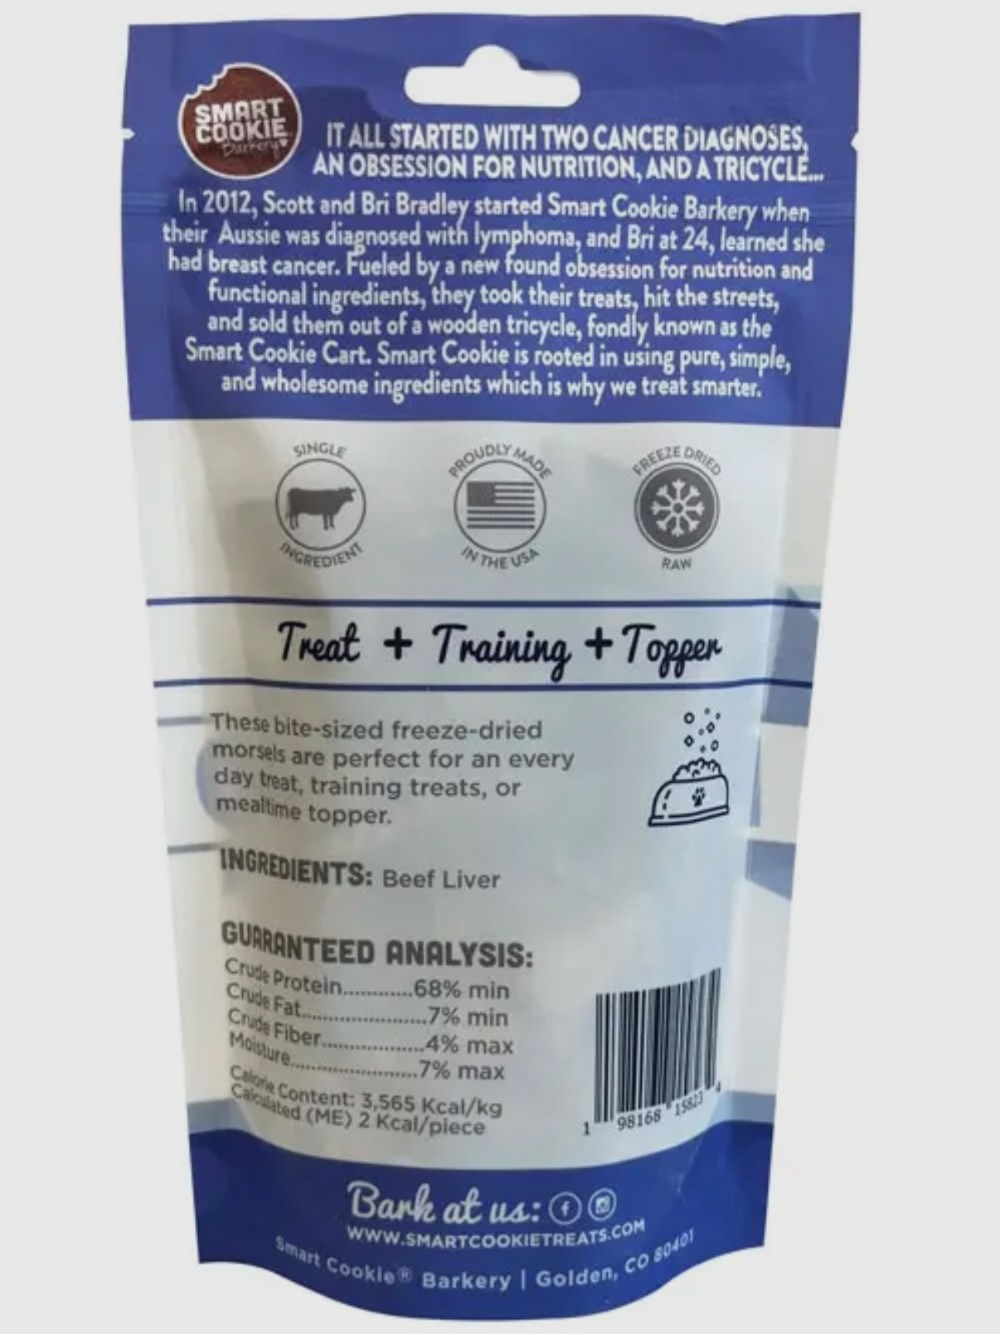 SMART
COOKIE
Barkery
IT ALL STARTED WITH TWO CANCER DIAGNOSES,
AN OBSESSION FOR NUTRITION, AND A TRICYCLE...
In 2012, Scott and Bri Bradley started Smart Cookie Barkery when
their Aussie was diagnosed with lymphoma, and Bri at 24, learned she
had breast cancer. Fueled by a new found obsession for nutrition and
functional ingredients, they took their treats, hit the streets,
and sold them out of a wooden tricycle, fondly known as the
Smart Cookie Cart. Smart Cookie is rooted in using pure, simple,
and wholesome ingredients which is why we treat smarter.
SINGLE
INGREDIENT
PROUDLY MADE
IN THE USA
FREEZE DRIED
RAW
Treat + Training + Topper
These bite-sized freeze-dried
morsels are perfect for an every
day treat, training treats, or
mealtime topper.
INGREDIENTS: Beef Liver
GUARANTEED ANALYSIS:
Crude Protein............68% min
Crude Fat......................7% min
Crude Fiber..................4% max
Moisture......................7% max
Calorie Content: 3,565 Kcal/kg
Calculated (ME) 2 Kcal/piece
1 98168 15823 4
Bark at us:
WWW.SMARTCOOKIETREATS.COM
Smart Cookie® Barkery | Golden, CO 80401